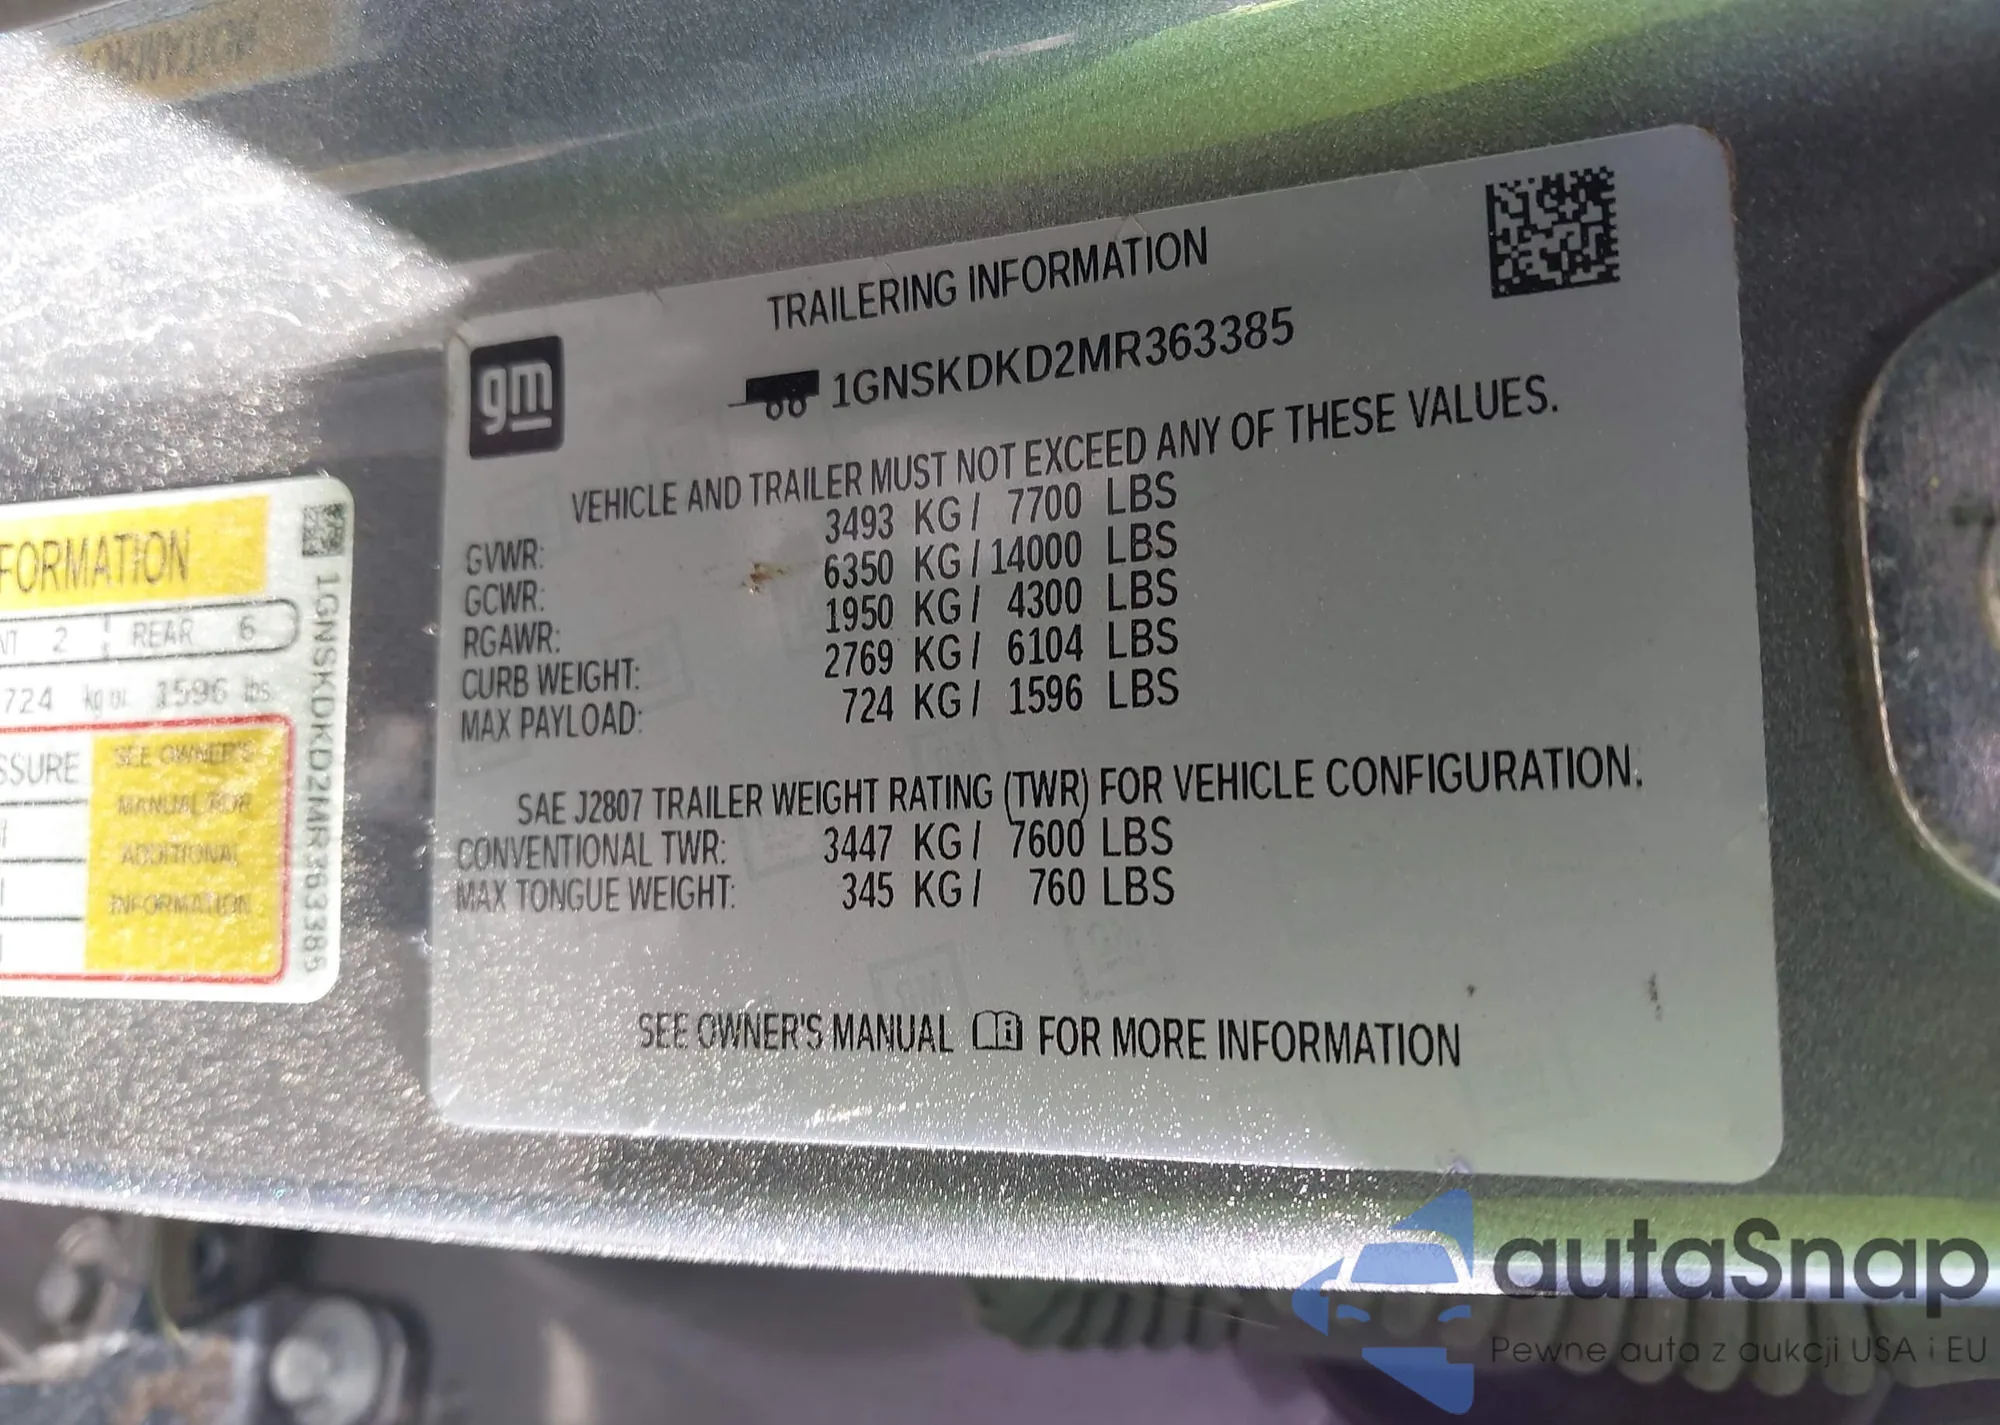 TRAILERING INFORMATION
gm
1GNSKDKD2MR363385
VEHICLE AND TRAILER MUST NOT EXCEED ANY OF THESE VALUES.
GVWR: 3493 KG / 7700 LBS
GCWR: 6350 KG / 14000 LBS
RGAWR: 1950 KG / 4300 LBS
CURB WEIGHT: 2769 KG / 6104 LBS
MAX PAYLOAD: 724 KG / 1596 LBS
SAE J2807 TRAILER WEIGHT RATING (TWR) FOR VEHICLE CONFIGURATION.
CONVENTIONAL TWR: 3447 KG / 7600 LBS
MAX TONGUE WEIGHT: 345 KG / 760 LBS
SEE OWNER'S MANUAL FOR MORE INFORMATION
FORMATION
NT 2 REAR 6
724 kg or 1596 lbs
SSURE
SEE OWNER'S
MANUAL FOR
ADDITIONAL
INFORMATION
1GNSKDKD2MR363385
autaSnap
Pewne auta z aukcji USA i EU